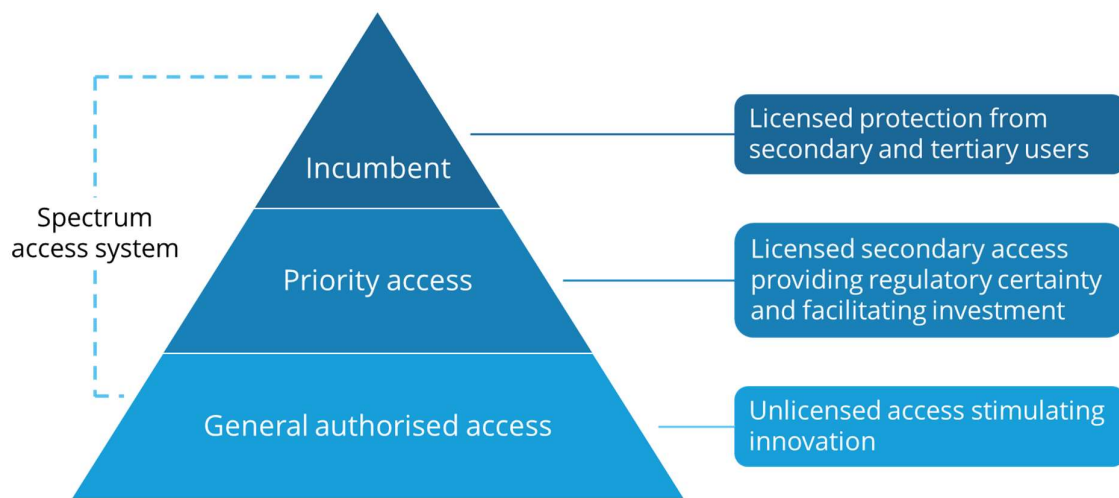 Incumbent
Licensed protection from
secondary and tertiary users
Spectrum
access system
Priority access
Licensed secondary access
providing regulatory certainty
and facilitating investment
General authorised access
Unlicensed access stimulating
innovation